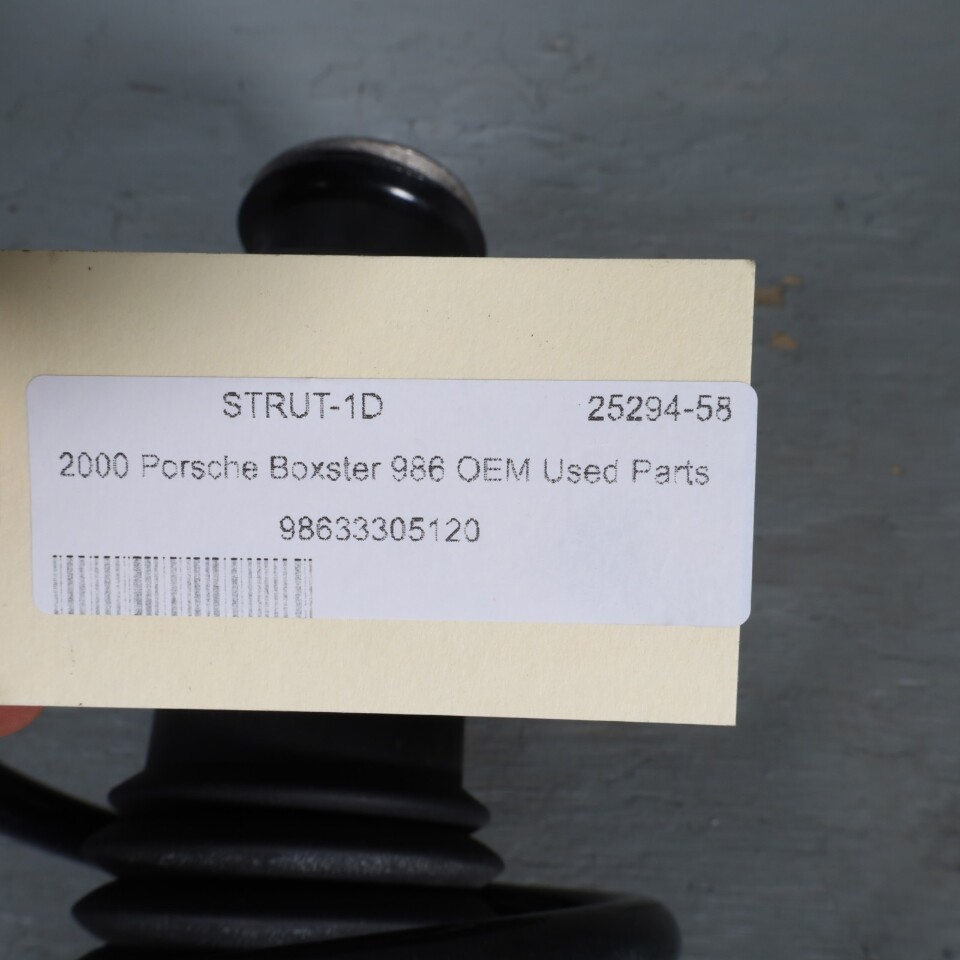 STRUT-1D 25294-58
2000 Porsche Boxster 986 OEM Used Parts
98633305120